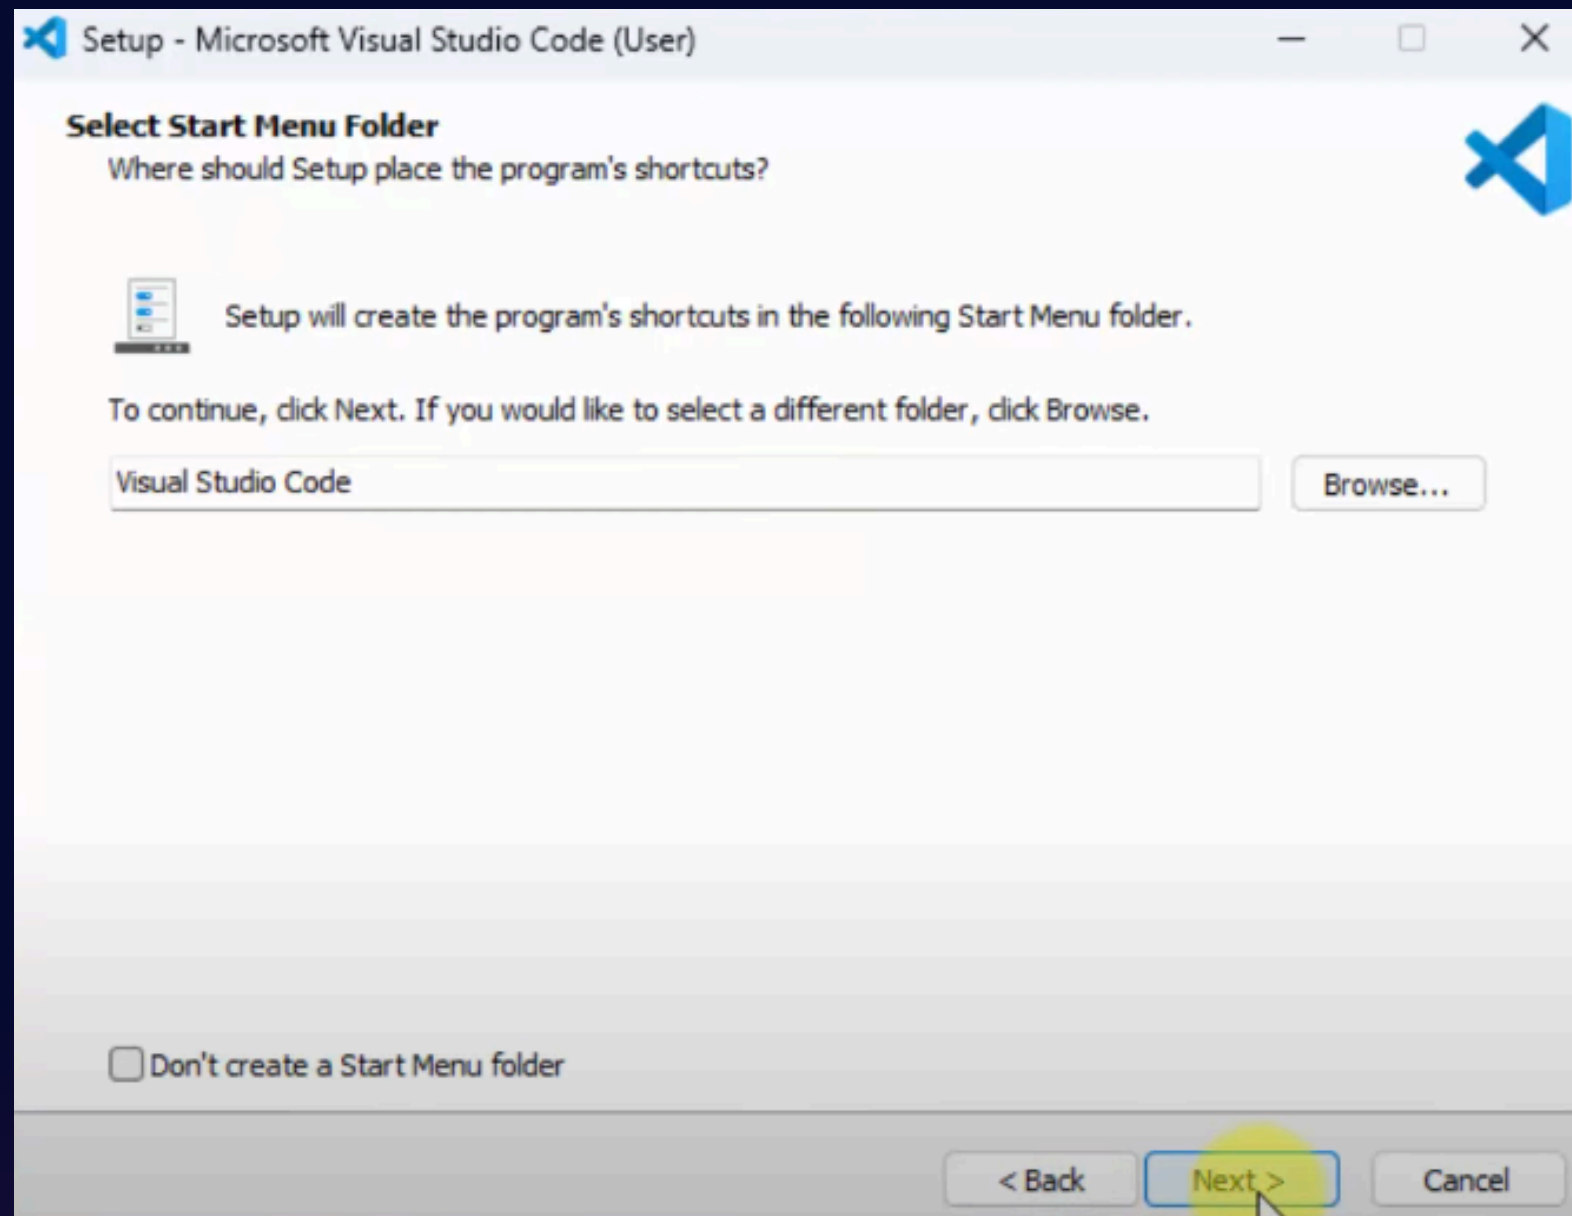 Setup - Microsoft Visual Studio Code (User)
Select Start Menu Folder
Where should Setup place the program's shortcuts?
Setup will create the program's shortcuts in the following Start Menu folder.
To continue, click Next. If you would like to select a different folder, click Browse.
Visual Studio Code
Browse...
Don't create a Start Menu folder
< Back
Next >
Cancel